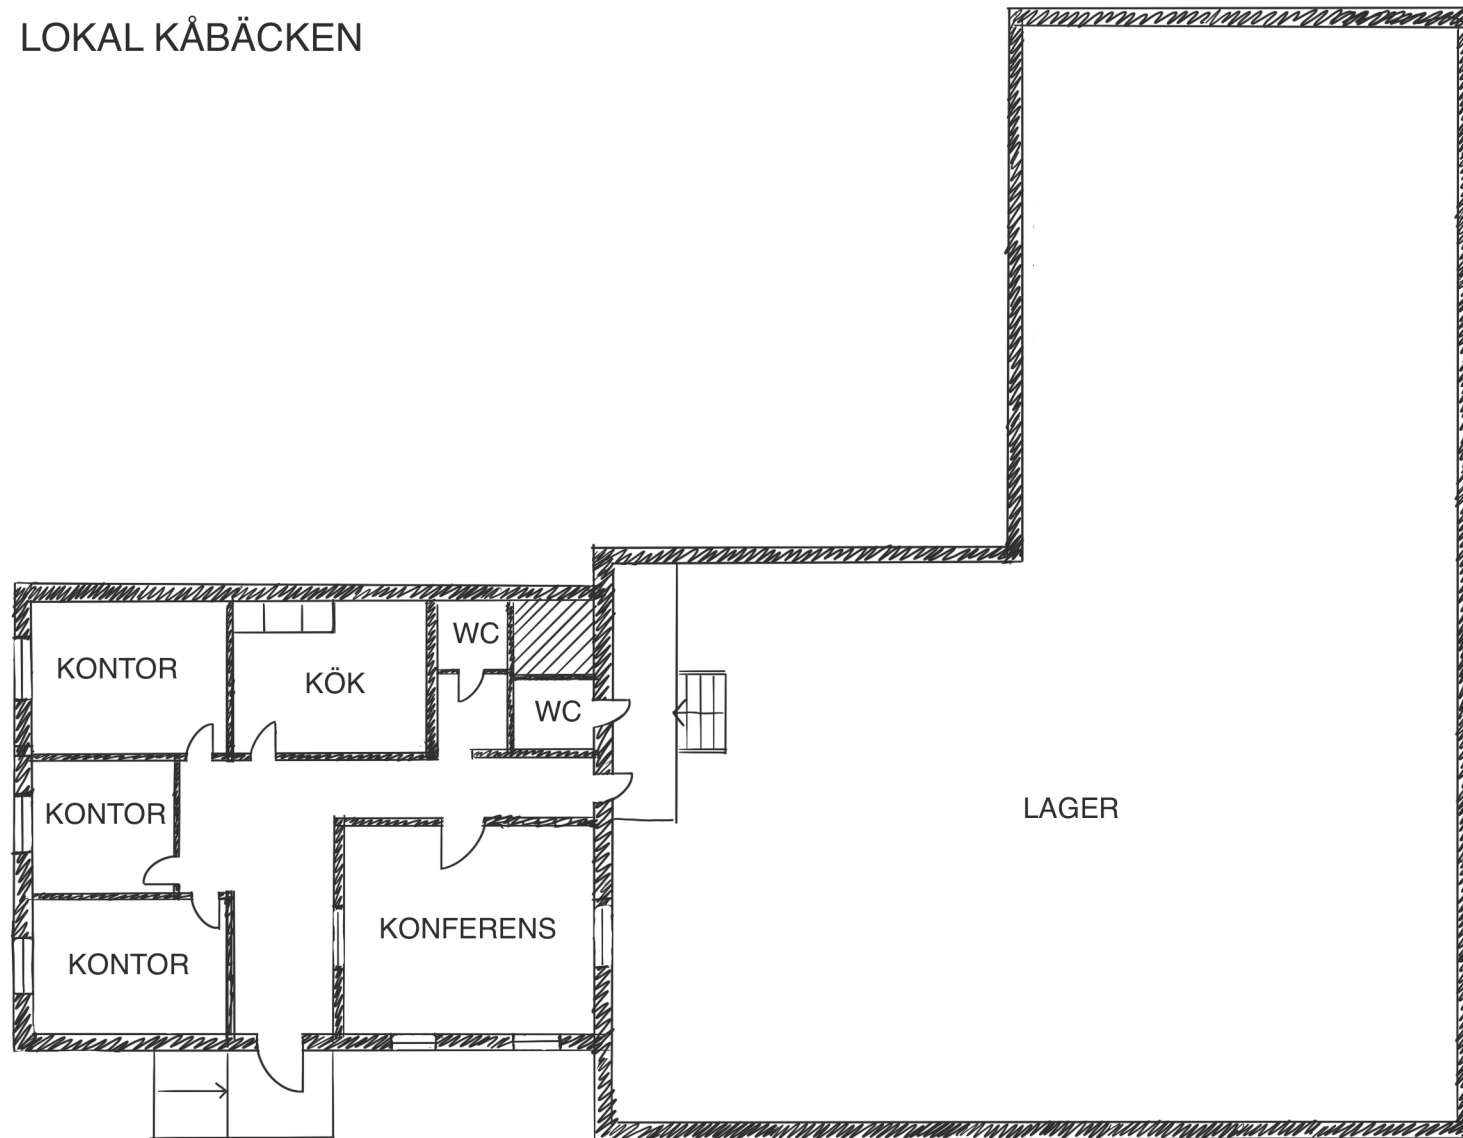 LOKAL KÅBÄCKEN
WC
KONTOR
KÖK
WC
KONTOR
LAGER
KONFERENS
KONTOR